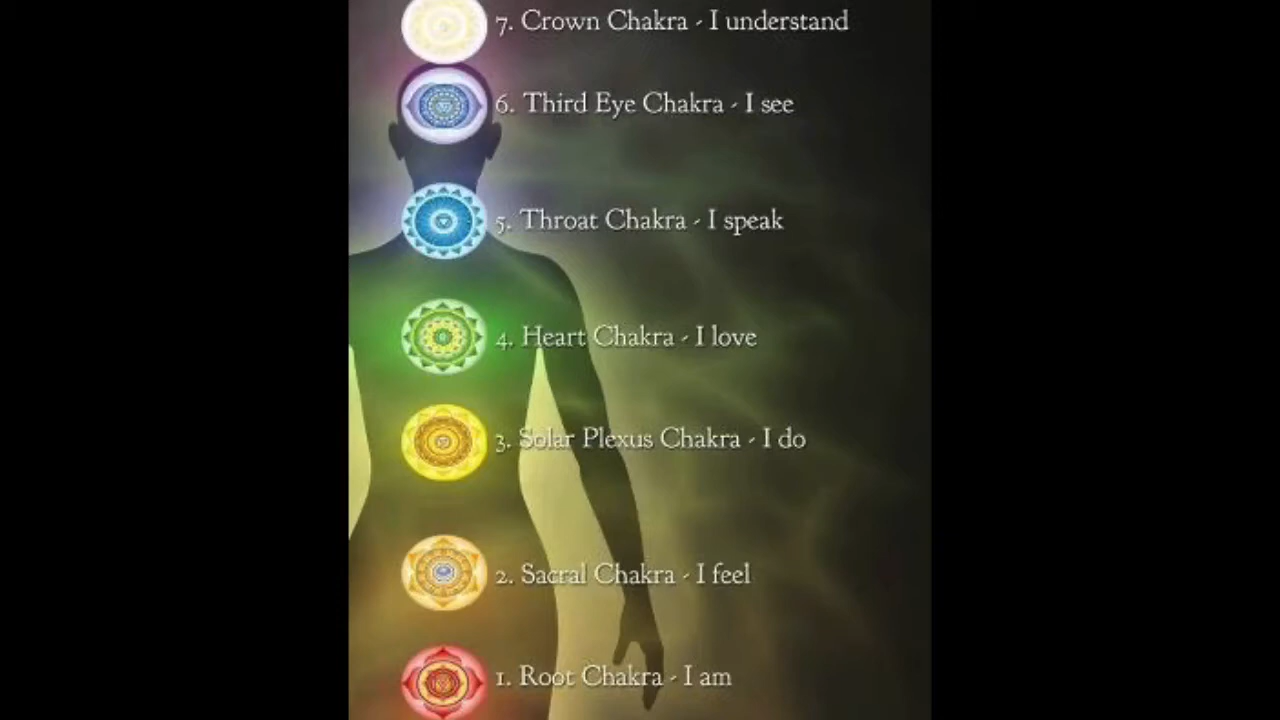 7. Crown Chakra - I understand
6. Third Eye Chakra - I see
5. Throat Chakra - I speak
4. Heart Chakra - I love
3. Solar Plexus Chakra - I do
2. Sacral Chakra - I feel
1. Root Chakra - I am